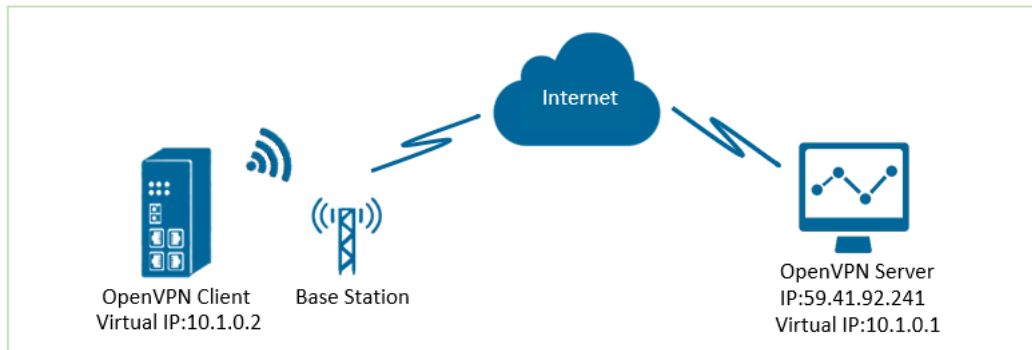 Internet
OpenVPN Client
Virtual IP:10.1.0.2
Base Station
OpenVPN Server
IP:59.41.92.241
Virtual IP:10.1.0.1